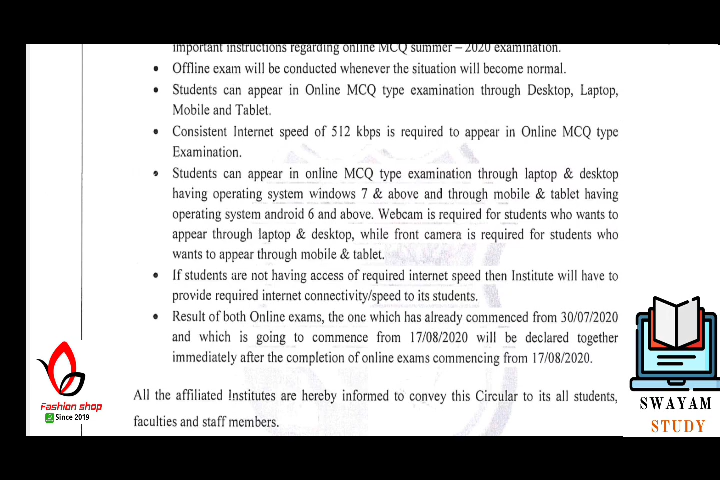 important instructions regarding online MCQ summer – 2020 examination.
• Offline exam will be conducted whenever the situation will become normal.
• Students can appear in Online MCQ type examination through Desktop, Laptop,
Mobile and Tablet.
• Consistent Internet speed of 512 kbps is required to appear in Online MCQ type
Examination.
• Students can appear in online MCQ type examination through laptop & desktop
having operating system windows 7 & above and through mobile & tablet having
operating system android 6 and above. Webcam is required for students who wants to
appear through laptop & desktop, while front camera is required for students who
wants to appear through mobile & tablet.
• If students are not having access of required internet speed then Institute will have to
provide required internet connectivity/speed to its students.
• Result of both Online exams, the one which has already commenced from 30/07/2020
and which is going to commence from 17/08/2020 will be declared together
immediately after the completion of online exams commencing from 17/08/2020.
All the affiliated Institutes are hereby informed to convey this Circular to its all students,
faculties and staff members.
Fashion shop
Since 2019
SWAYAM
STUDY